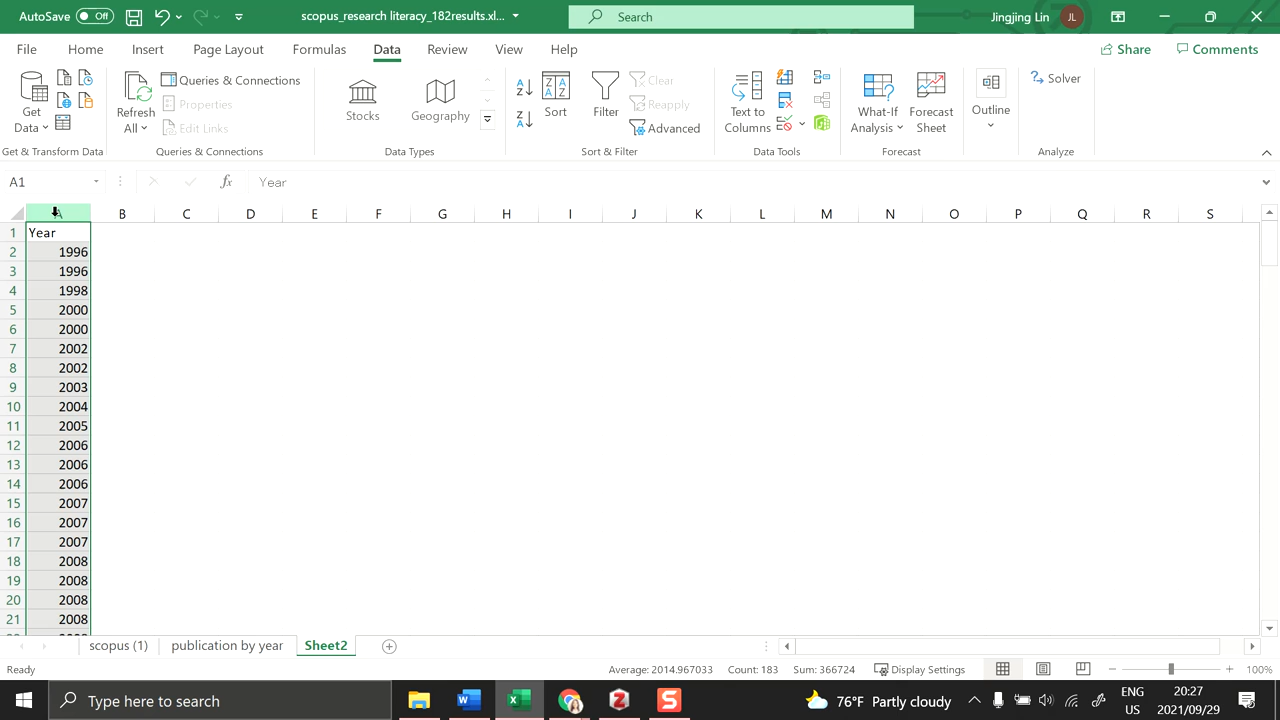 AutoSave Off scopus_research literacy_182results.xl... Search Jingjing Lin JL
File Home Insert Page Layout Formulas Data Review View Help Share Comments
Get Data Refresh All Queries & Connections Properties Edit Links Stocks Geography Sort Filter Clear Reapply Advanced Text to Columns What-If Analysis Forecast Sheet Outline Solver
Get & Transform Data Queries & Connections Data Types Sort & Filter Data Tools Forecast Analyze
A1 fx Year
A B C D E F G H I J K L M N O P Q R S
1 Year
2 1996
3 1996
4 1998
5 2000
6 2000
7 2002
8 2002
9 2003
10 2004
11 2005
12 2006
13 2006
14 2006
15 2007
16 2007
17 2007
18 2008
19 2008
20 2008
21 2008
scopus (1) publication by year Sheet2
Ready Average: 2014.967033 Count: 183 Sum: 366724 Display Settings 100%
Type here to search 76°F Partly cloudy ENG 20:27
US 2021/09/29